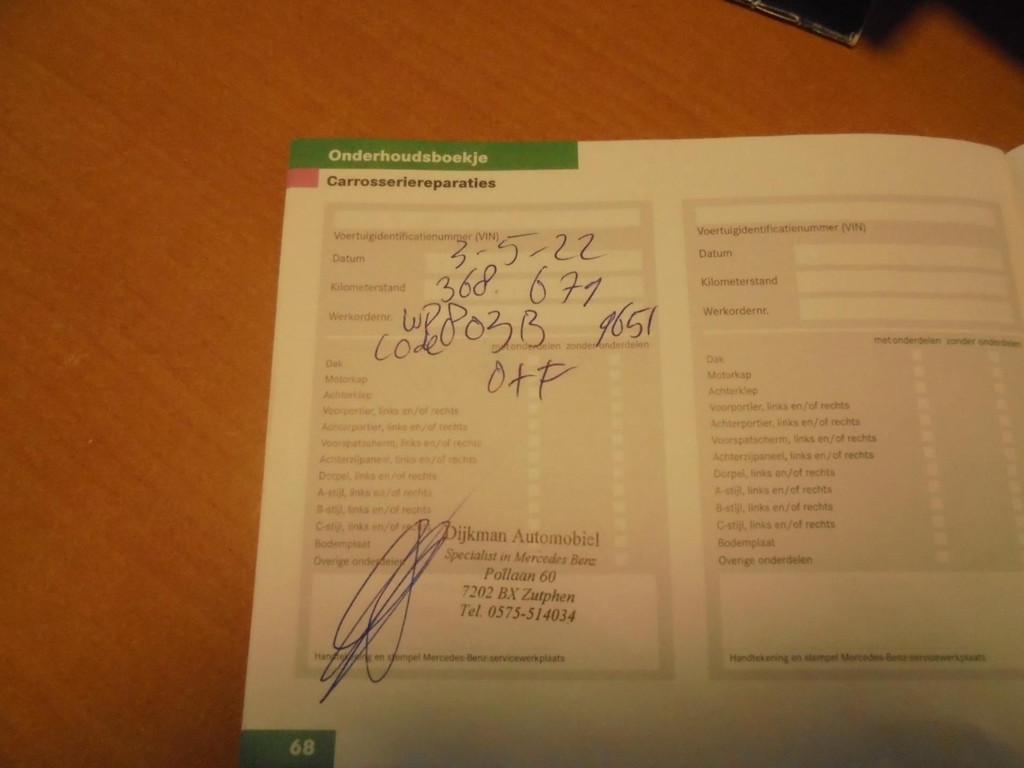 Onderhoudsboekje
Carrosseriereparaties
Voertuigidentificatienummer (VIN)
Datum 3-5-22
Kilometerstand 368.671
Werkordernr. WP 803B 9651
Code
met onderdelen zonder onderdelen
OFF
Dak
Motorkap
Achterklep
Voorportier, links en/of rechts
Achterportier, links en/of rechts
Voorspatscherm, links en/of rechts
Achterzijpaneel, links en/of rechts
Dorpel, links en/of rechts
A-stijl, links en/of rechts
B-stijl, links en/of rechts
C-stijl, links en/of rechts
Bodemplaat
Overige onderdelen
Dijkman Automobiel
Specialist in Mercedes Benz
Pollaan 60
7202 BX Zutphen
Tel. 0575-514034
Handtekening en stempel Mercedes-Benz-servicewerkplaats
68
Voertuigidentificatienummer (VIN)
Datum
Kilometerstand
Werkordernr.
met onderdelen zonder onderdelen
Dak
Motorkap
Achterklep
Voorportier, links en/of rechts
Achterportier, links en/of rechts
Voorspatscherm, links en/of rechts
Achterzijpaneel, links en/of rechts
Dorpel, links en/of rechts
A-stijl, links en/of rechts
B-stijl, links en/of rechts
C-stijl, links en/of rechts
Bodemplaat
Overige onderdelen
Handtekening en stempel Mercedes-Benz-servicewerkplaats